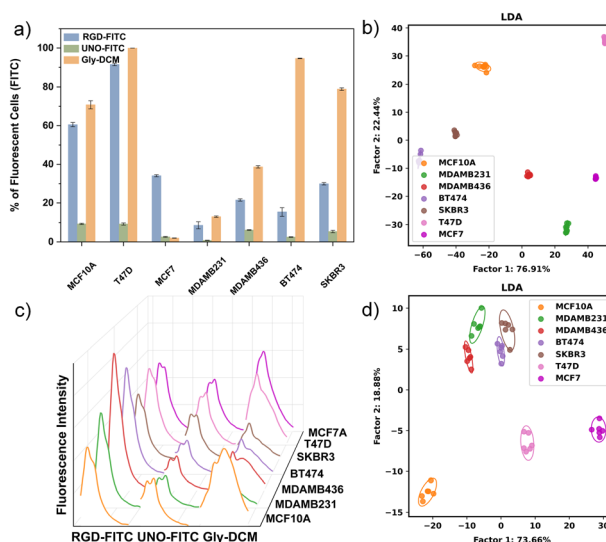 a)
RGD-FITC
UNO-FITC
Gly-DCM
% of Fluorescent Cells (FITC)
100
80
60
40
20
0
MCF10A
T47D
MCF7
MDAMB231
MDAMB436
BT474
SKBR3
b)
LDA
Factor 2: 22.44%
30
20
10
0
−10
−20
−30
MCF10A
MDAMB231
MDAMB436
BT474
SKBR3
T47D
MCF7
−60
−40
−20
0
20
40
Factor 1: 76.91%
c)
Fluorescence Intensity
MCF7A
T47D
SKBR3
BT474
MDAMB436
MDAMB231
MCF10A
RGD-FITC UNO-FITC Gly-DCM
d)
LDA
Factor 2: 18.88%
10
5
0
−5
−10
−15
MCF10A
MDAMB231
MDAMB436
BT474
SKBR3
T47D
MCF7
−20
−10
0
10
20
30
Factor 1: 73.66%